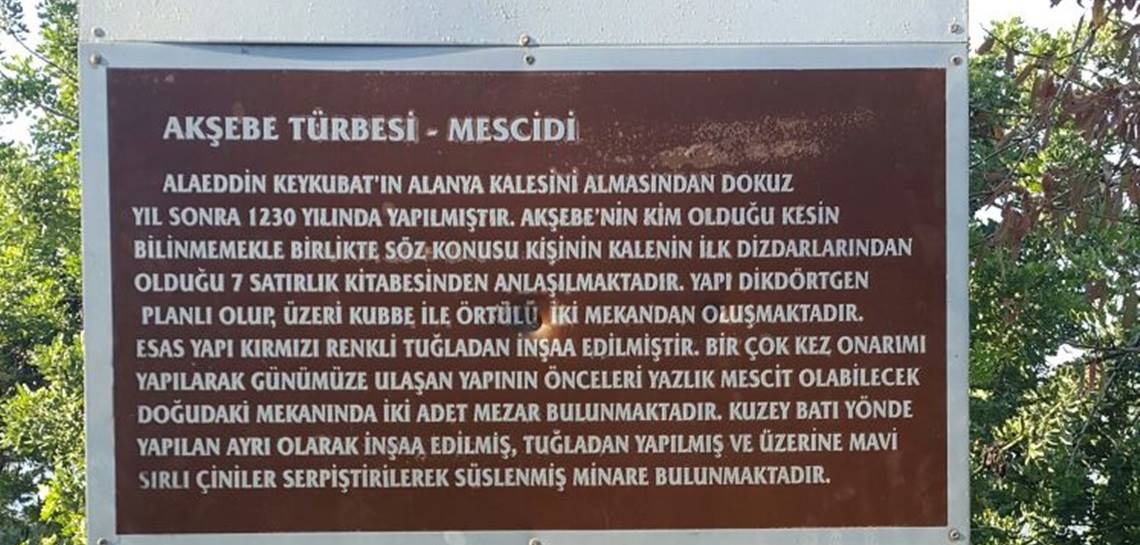 AKŞEBE TÜRBESİ - MESCİDİ
ALAEDDİN KEYKUBAT'IN ALANYA KALESİNİ ALMASINDAN DOKUZ
YIL SONRA 1230 YILINDA YAPILMIŞTIR. AKŞEBE'NİN KİM OLDUĞU KESİN
BİLİNMEMEKLE BİRLİKTE SÖZ KONUSU KİŞİNİN KALENİN İLK DİZDARLARINDAN
OLDUĞU 7 SATIRLIK KİTABESİNDEN ANLAŞILMAKTADIR. YAPI DİKDÖRTGEN
PLANLI OLUP, ÜZERİ KUBBE İLE ÖRTÜLÜ İKİ MEKANDAN OLUŞMAKTADIR.
ESAS YAPI KIRMIZI RENKLİ TUĞLADAN İNŞAA EDİLMİŞTİR. BİR ÇOK KEZ ONARIMI
YAPILARAK GÜNÜMÜZE ULAŞAN YAPININ ÖNCELERİ YAZLIK MESCİT OLABİLECEK
DOĞUDAKİ MEKANINDA İKİ ADET MEZAR BULUNMAKTADIR. KUZEY BATI YÖNDE
YAPILAN AYRI OLARAK İNŞAA EDİLMİŞ, TUĞLADAN YAPILMIŞ VE ÜZERİNE MAVİ
SIRLI ÇİNİLER SERPİŞTİRİLEREK SÜSLENMİŞ MİNARE BULUNMAKTADIR.